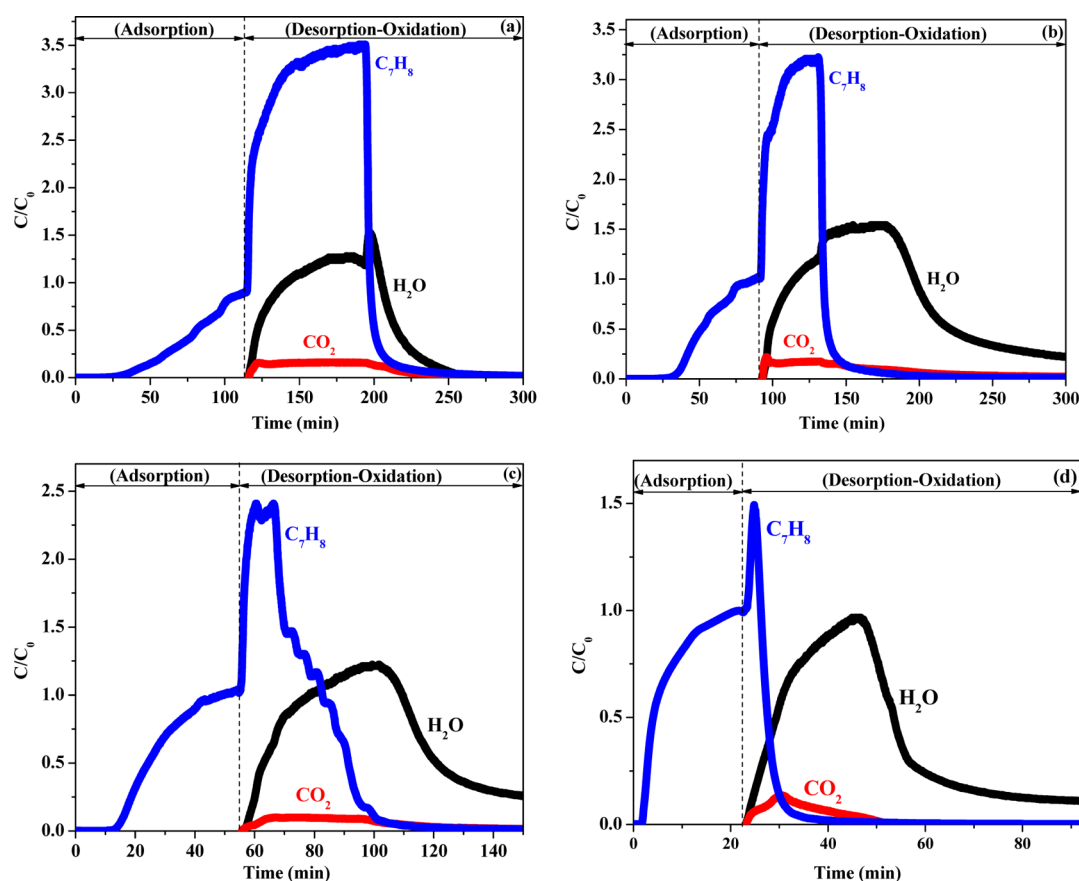 (Adsorption) (Desorption-Oxidation) (a)
3.5
3.0
2.5
2.0
1.5
1.0
0.5
0.0
C/C₀
C₇H₈
H₂O
CO₂
0 50 100 150 200 250 300
Time (min)
(Adsorption) (Desorption-Oxidation) (b)
3.5
3.0
2.5
2.0
1.5
1.0
0.5
0.0
C/C₀
C₇H₈
H₂O
CO₂
0 50 100 150 200 250 300
Time (min)
(Adsorption) (Desorption-Oxidation) (c)
2.5
2.0
1.5
1.0
0.5
0.0
C/C₀
C₇H₈
H₂O
CO₂
0 20 40 60 80 100 120 140
Time (min)
(Adsorption) (Desorption-Oxidation) (d)
1.5
1.0
0.5
0.0
C/C₀
C₇H₈
H₂O
CO₂
0 20 40 60 80
Time (min)